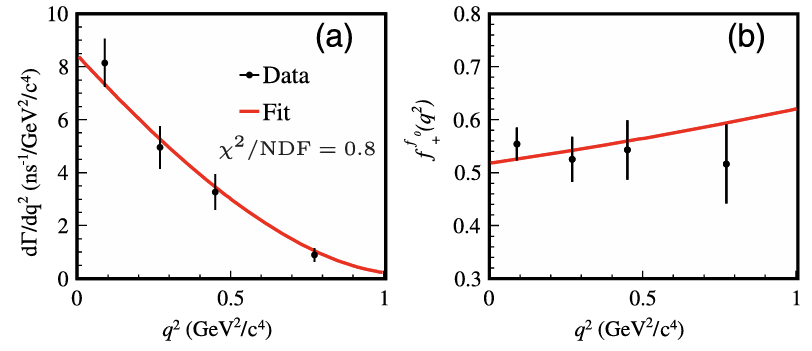 (a)
Data
Fit
χ²/NDF = 0.8
dΓ/dq² (ns⁻¹/GeV²/c⁴)
8
6
4
2
0
0 0.5 1
q² (GeV²/c⁴)
(b)
f₊^{f₀}(q²)
0.8
0.7
0.6
0.5
0.4
0.3
0 0.5 1
q² (GeV²/c⁴)